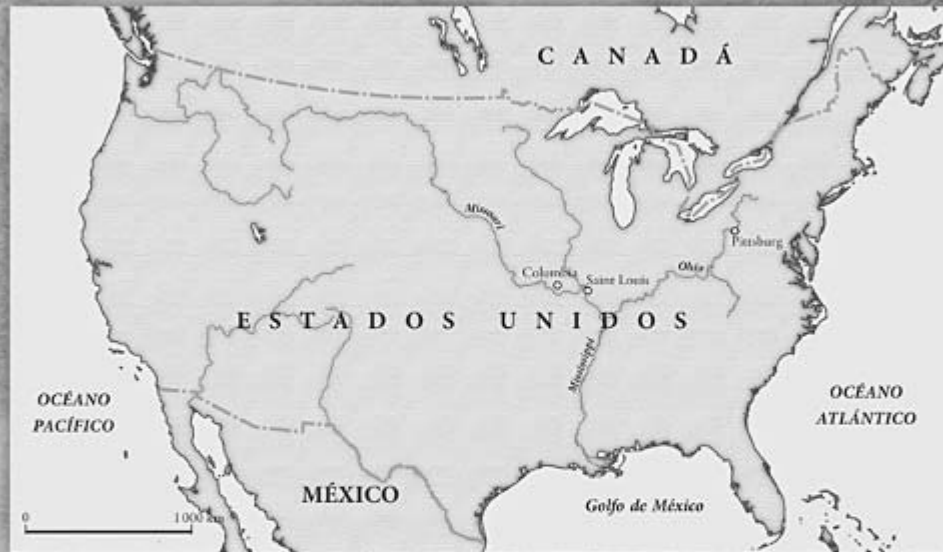 CANADÁ
Missouri
Pittsburg
Ohio
Columbia
Saint Louis
ESTADOS UNIDOS
Mississippi
OCÉANO
PACÍFICO
OCÉANO
ATLÁNTICO
MÉXICO
Golfo de México
0 1000 km